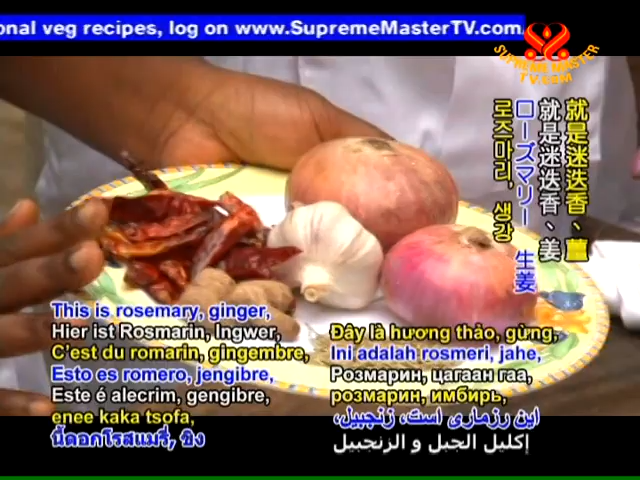 onal veg recipes, log on www.SupremeMasterTV.com/
SUPREME MASTER
TV.com
就是迷迭香、薑
就是迷迭香、姜
ローズマリー 生姜
로즈마리, 생강
This is rosemary, ginger,
Hier ist Rosmarin, Ingwer,
C'est du romarin, gingembre,
Esto es romero, jengibre,
Este é alecrim, gengibre,
enee kaka tsofa,
นี้ดอกโรสแมรี่, ขิง
Đây là hương thảo, gừng,
Ini adalah rosmeri, jahe,
Розмарин, цагаан гаа,
розмарин, имбирь,
این رزماری است، زنجبیل،
إكليل الجبل و الزنجبيل